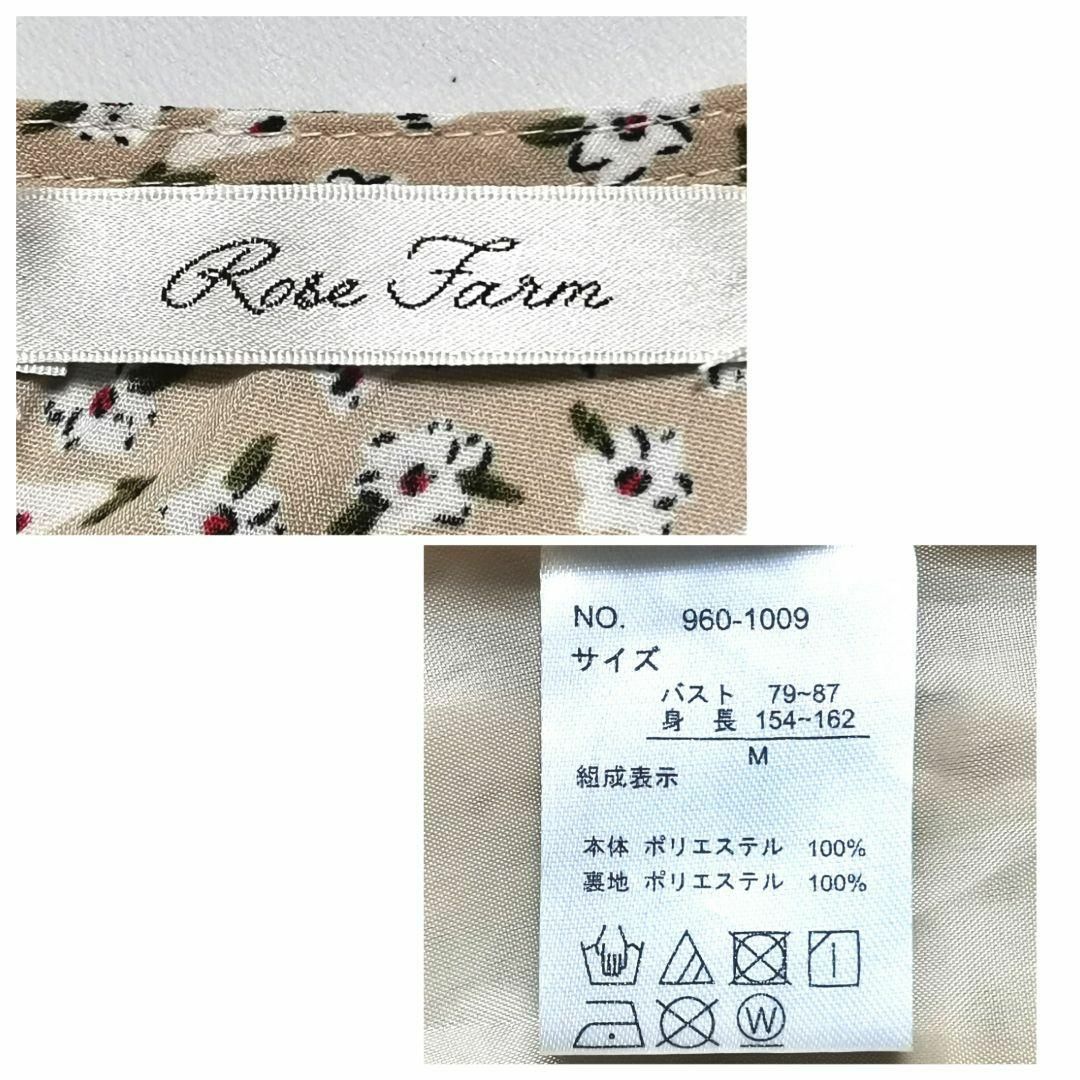 Rose Farm
NO. 960-1009
サイズ
バスト 79~87
身 長 154~162
M
組成表示
本体 ポリエステル 100%
裏地 ポリエステル 100%
W